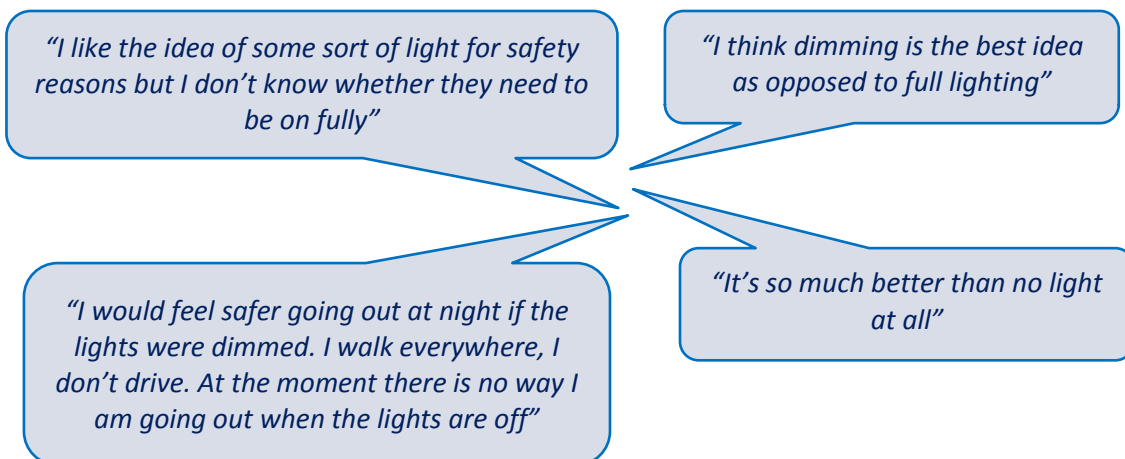 “I like the idea of some sort of light for safety
reasons but I don’t know whether they need to
be on fully”
“I think dimming is the best idea
as opposed to full lighting”
“I would feel safer going out at night if the
lights were dimmed. I walk everywhere, I
don’t drive. At the moment there is no way I
am going out when the lights are off”
“It’s so much better than no light
at all”